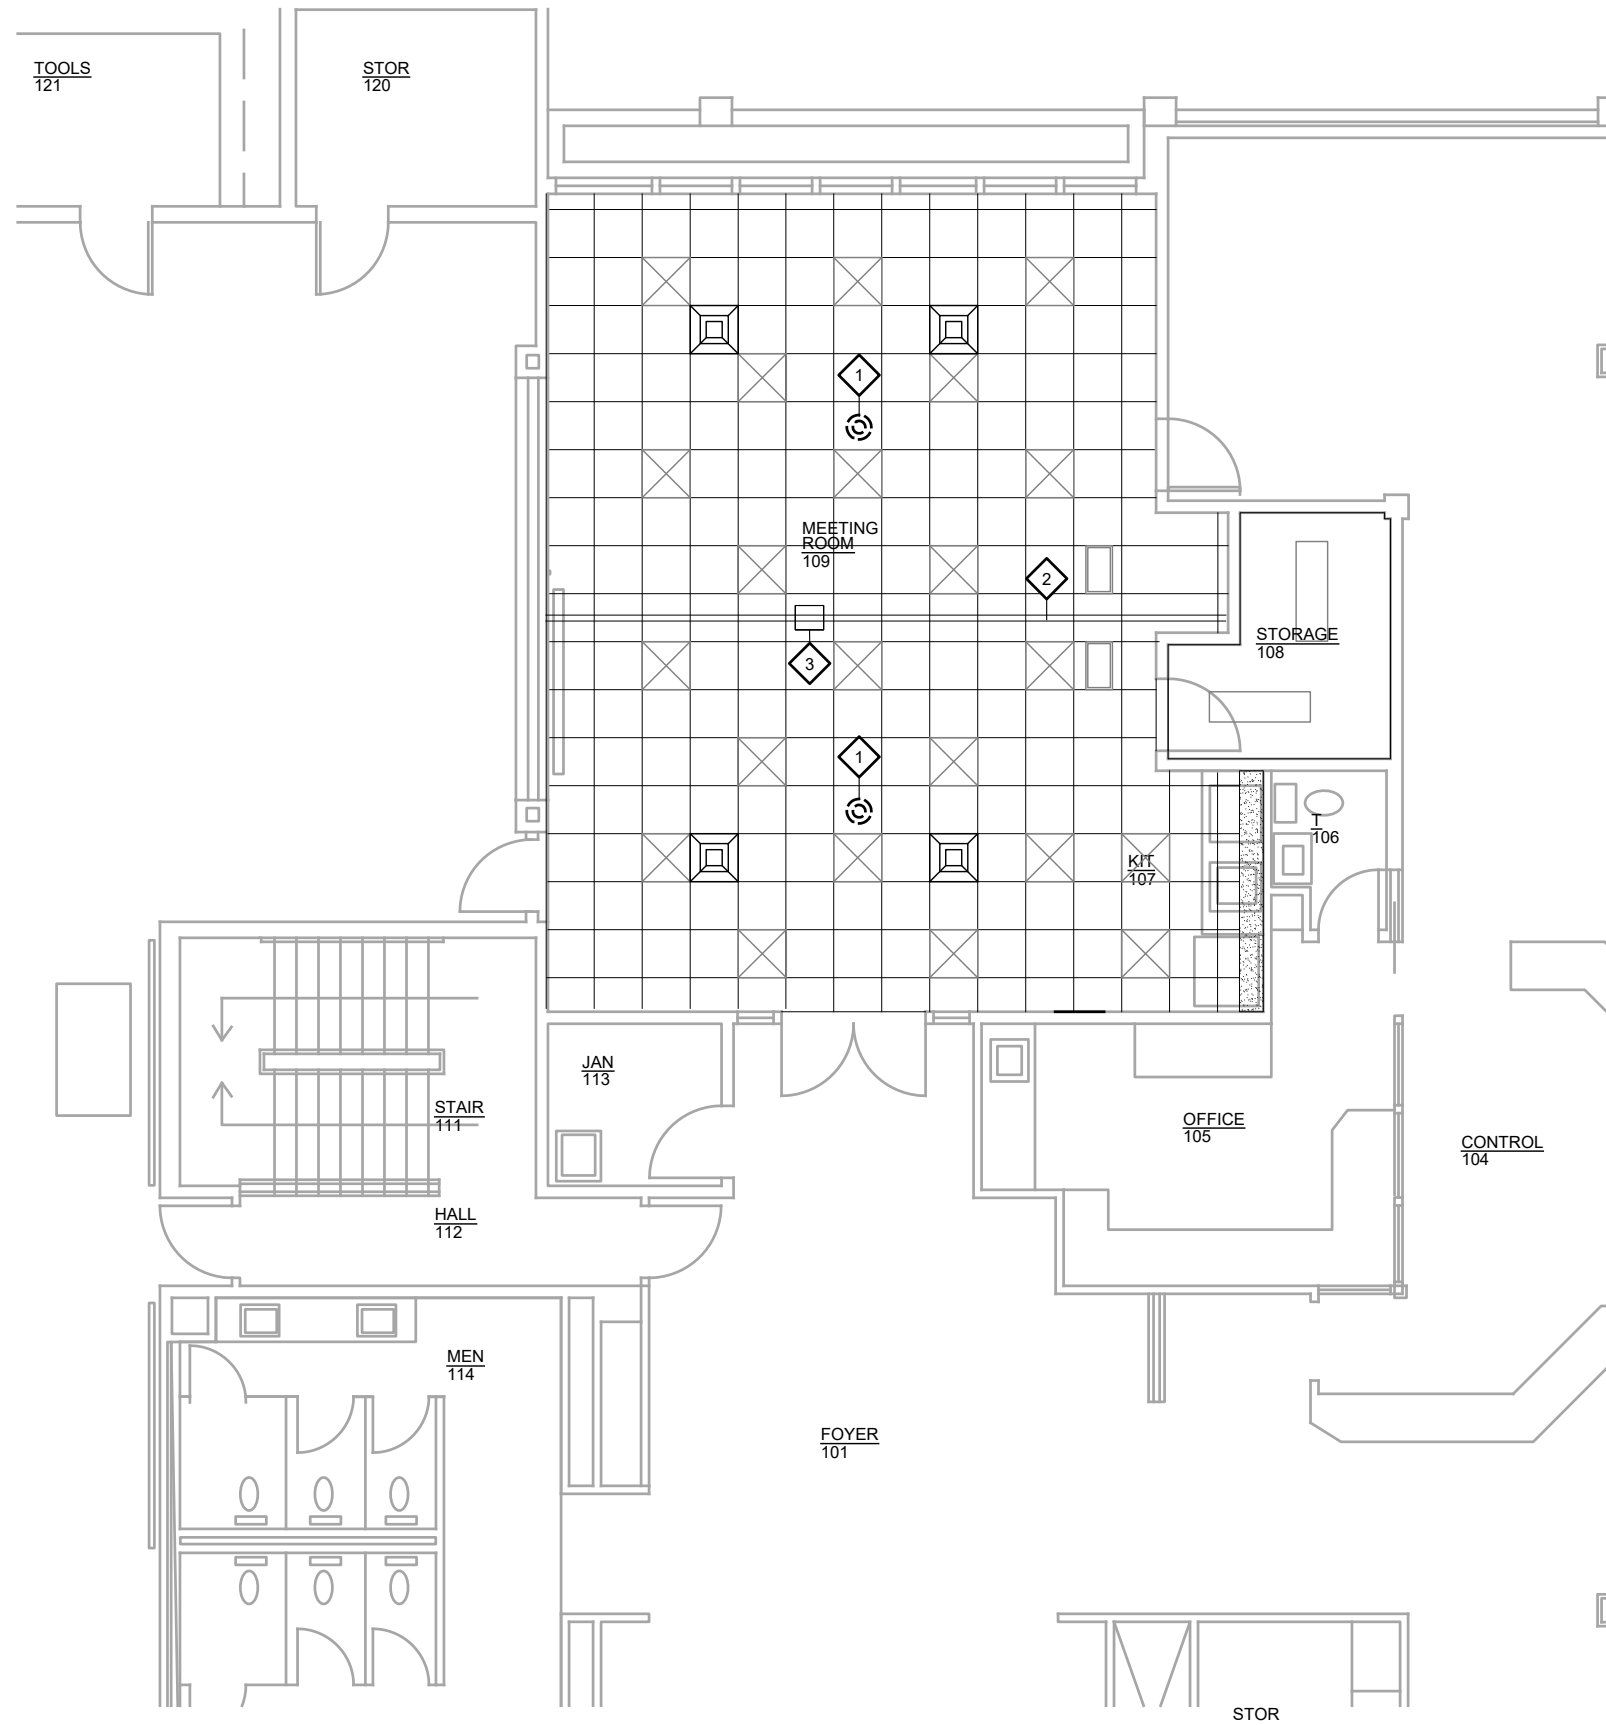 TOOLS
121
STOR
120
1
MEETING
ROOM
109
2
3
STORAGE
108
1
T
106
KIT
107
JAN
113
STAIR
111
OFFICE
105
CONTROL
104
HALL
112
MEN
114
FOYER
101
STOR